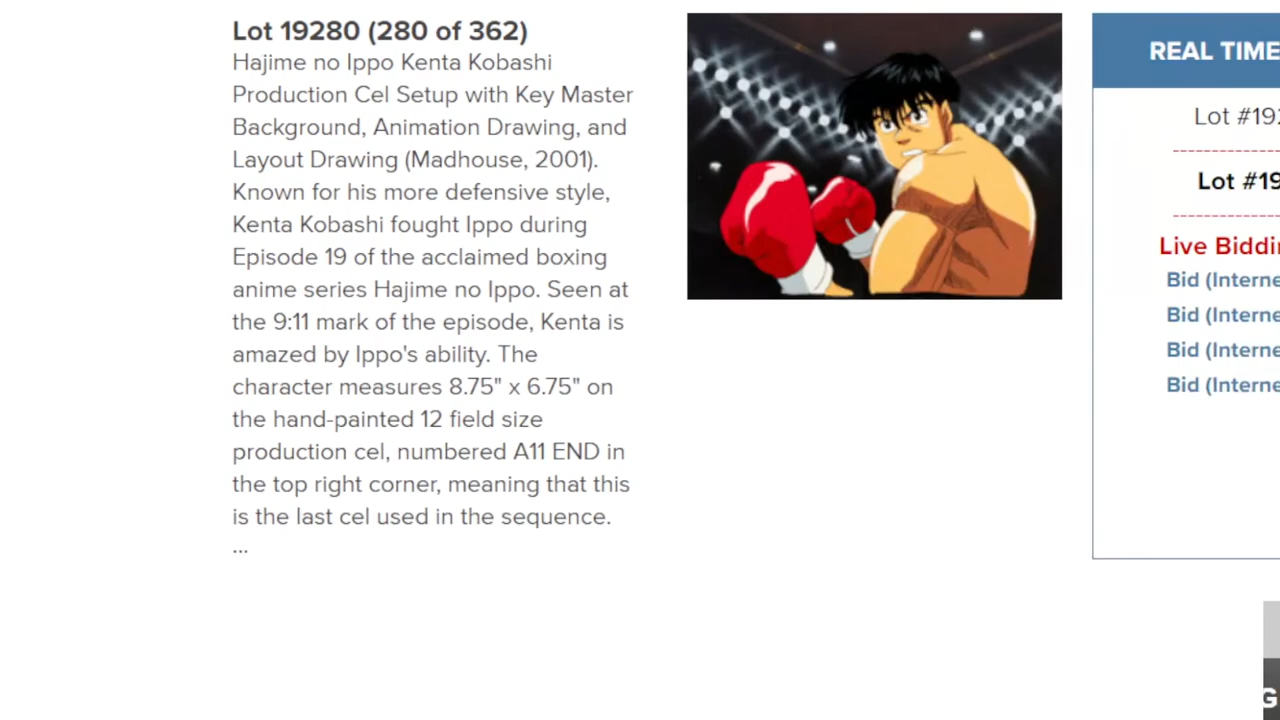 Lot 19280 (280 of 362)
Hajime no Ippo Kenta Kobashi
Production Cel Setup with Key Master
Background, Animation Drawing, and
Layout Drawing (Madhouse, 2001).
Known for his more defensive style,
Kenta Kobashi fought Ippo during
Episode 19 of the acclaimed boxing
anime series Hajime no Ippo. Seen at
the 9:11 mark of the episode, Kenta is
amazed by Ippo's ability. The
character measures 8.75" x 6.75" on
the hand-painted 12 field size
production cel, numbered A11 END in
the top right corner, meaning that this
is the last cel used in the sequence.
...
REAL TIME
Lot #192
Lot #19
Live Biddi
Bid (Interne
Bid (Interne
Bid (Interne
Bid (Interne
G